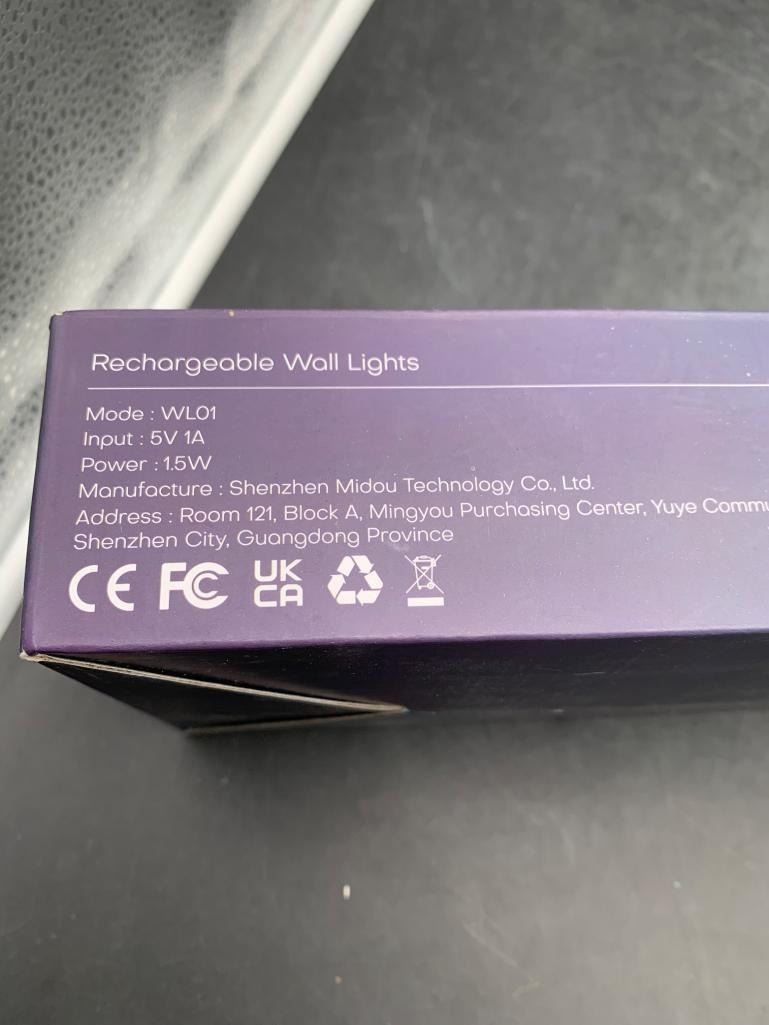 Rechargeable Wall Lights
Mode : WL01
Input : 5V 1A
Power : 1.5W
Manufacture : Shenzhen Midou Technology Co., Ltd.
Address : Room 121, Block A, Mingyou Purchasing Center, Yuye
Shenzhen City, Guangdong Province
CE FC UK
CA